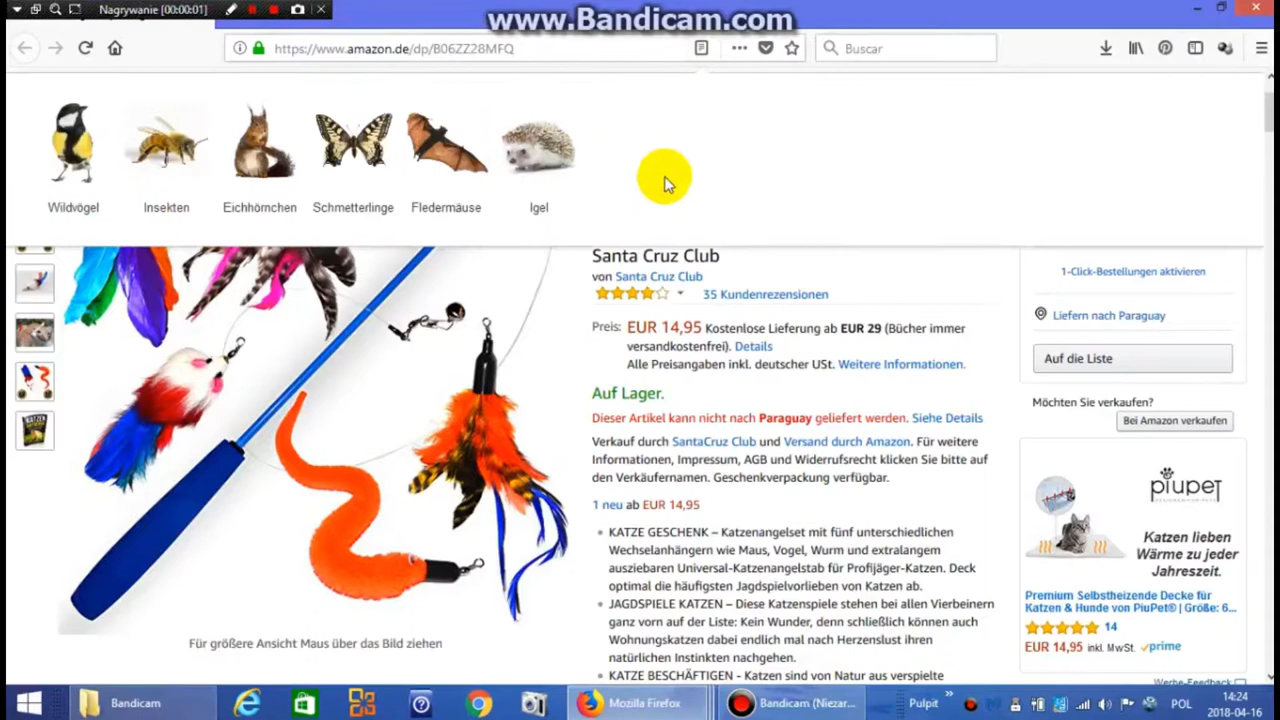 www.Bandicam.com
Nagrywanie [00:00:01]
https://www.amazon.de/dp/B06ZZ28MFQ
Buscar
Wildvögel
Insekten
Eichhörnchen
Schmetterlinge
Fledermäuse
Igel
Santa Cruz Club
von Santa Cruz Club
35 Kundenrezensionen
Preis: EUR 14,95 Kostenlose Lieferung ab EUR 29 (Bücher immer
versandkostenfrei). Details
Alle Preisangaben inkl. deutscher USt. Weitere Informationen.
Auf Lager.
Dieser Artikel kann nicht nach Paraguay geliefert werden. Siehe Details
Verkauf durch SantaCruz Club und Versand durch Amazon. Für weitere
Informationen, Impressum, AGB und Widerrufsrecht klicken Sie bitte auf
den Verkäufernamen. Geschenkverpackung verfügbar.
1 neu ab EUR 14,95
KATZE GESCHENK – Katzenangelset mit fünf unterschiedlichen
Wechselanhängern wie Maus, Vogel, Wurm und extralangem
ausziebaren Universal-Katzenangelstab für Profijäger-Katzen. Deck
optimal die häufigsten Jagdspielvorlieben von Katzen ab.
JAGDSPIELE KATZEN – Diese Katzenspiele stehen bei allen Vierbeinern
ganz vorn auf der Liste: Kein Wunder, denn schließlich können auch
Wohnungskatzen dabei endlich mal nach Herzenslust ihren
natürlichen Instinkten nachgehen.
KATZE BESCHÄFTIGEN – Katzen sind von Natur aus verspielte
Für größere Ansicht Maus über das Bild ziehen
1-Click-Bestellungen aktivieren
Liefern nach Paraguay
Auf die Liste
Möchten Sie verkaufen?
Bei Amazon verkaufen
piupet
Katzen lieben
Wärme zu jeder
Jahreszeit.
Premium Selbstheizende Decke für
Katzen & Hunde von PiuPet® | Größe: 6...
14
EUR 14,95 inkl. MwSt. prime
Werbe-Feedback
Bandicam
Mozilla Firefox
Bandicam (Niezar...
Pulpit
POL
14:24
2018-04-16